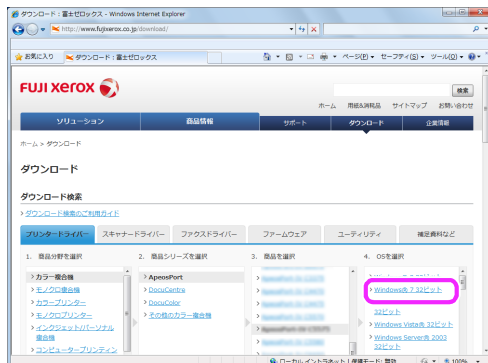 ダウンロード：富士ゼロックス - Windows Internet Explorer
http://www.fujixerox.co.jp/download/
お気に入り ダウンロード：富士ゼロックス ページ(P) セーフティ(S) ツール(O)
FUJI XEROX
検索
ホーム 用紙&消耗品 サイトマップ お問い合わせ
ソリューション 商品情報 サポート ダウンロード 企業情報
ホーム > ダウンロード
ダウンロード
ダウンロード検索
> ダウンロード検索のご利用ガイド
プリンタードライバー スキャナードライバー ファクスドライバー ファームウェア ユーティリティ 補足資料など
1. 商品分野を選択 2. 商品シリーズを選択 3. 商品を選択 4. OSを選択
> カラー複合機 > ApeosPort
> モノクロ複合機 > DocuCentre > Windows® 7 32ビット
> カラープリンター > DocuColor
> モノクロプリンター > その他のカラー複合機 32ビット
> インクジェット/パーソナル複合機 > Windows Vista® 32ビット
> コンピュータープリンティン > Windows Server® 2003 32ビット
ローカル イントラネット | 保護モード: 無効 100%